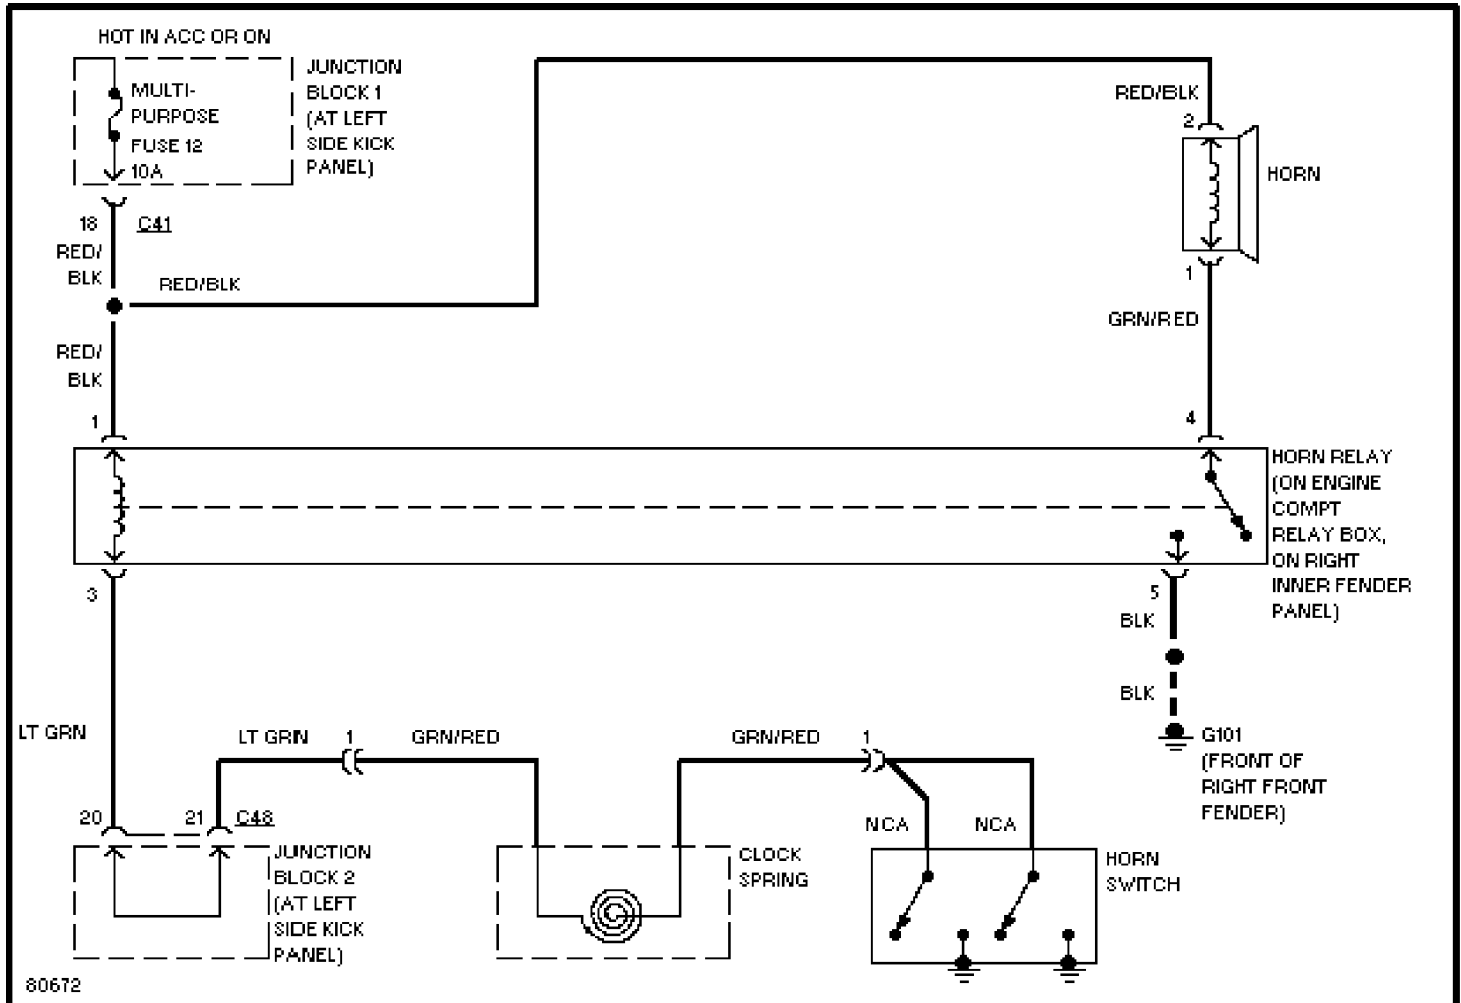 HOT IN ACC OR ON
MULTI-
PURPOSE
FUSE 12
10A
JUNCTION
BLOCK 1
(AT LEFT
SIDE KICK
PANEL)
18
C41
RED/
BLK
RED/BLK
RED/
BLK
1
RED/BLK
2
HORN
1
GRN/RED
4
HORN RELAY
(ON ENGINE
COMPT
RELAY BOX,
ON RIGHT
INNER FENDER
PANEL)
3
5
BLK
BLK
G101
(FRONT OF
RIGHT FRONT
FENDER)
LT GRN
LT GRN
1
GRN/RED
GRN/RED
1
20
21
C48
NCA
NCA
JUNCTION
BLOCK 2
(AT LEFT
SIDE KICK
PANEL)
CLOCK
SPRING
HORN
SWITCH
80672